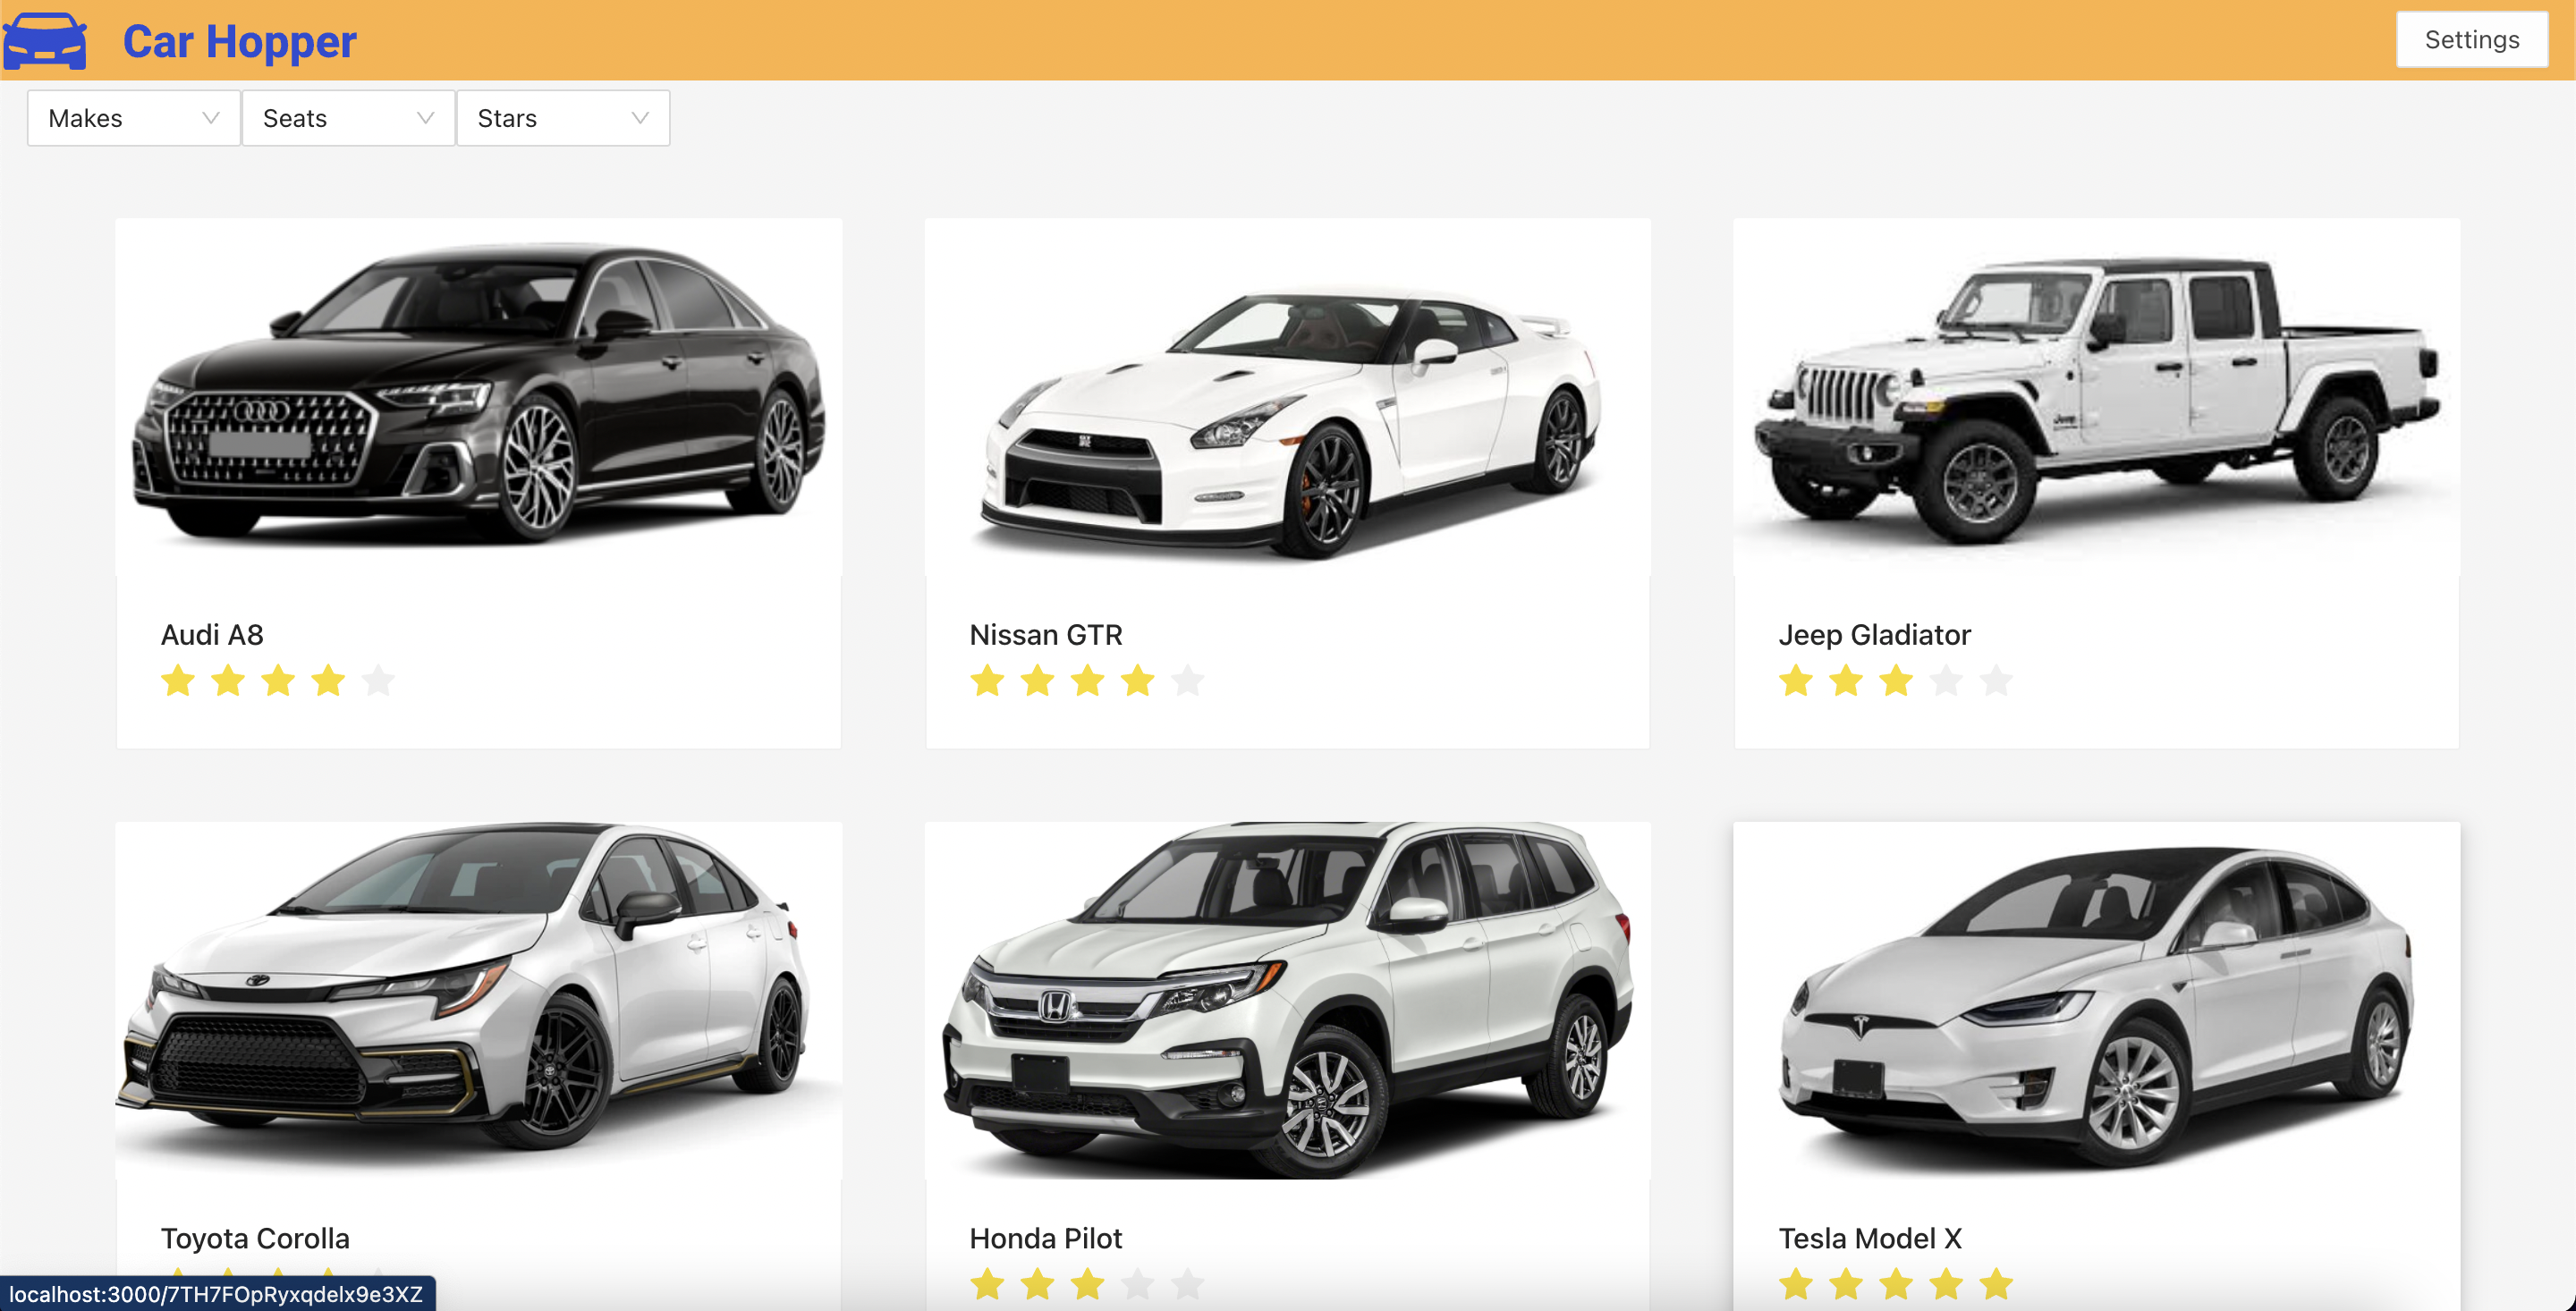 Car Hopper
Settings
Makes
Seats
Stars
Audi A8
Nissan GTR
Jeep Gladiator
Toyota Corolla
Honda Pilot
Tesla Model X
localhost:3000/7TH7FOpRyxqdelx9e3XZ